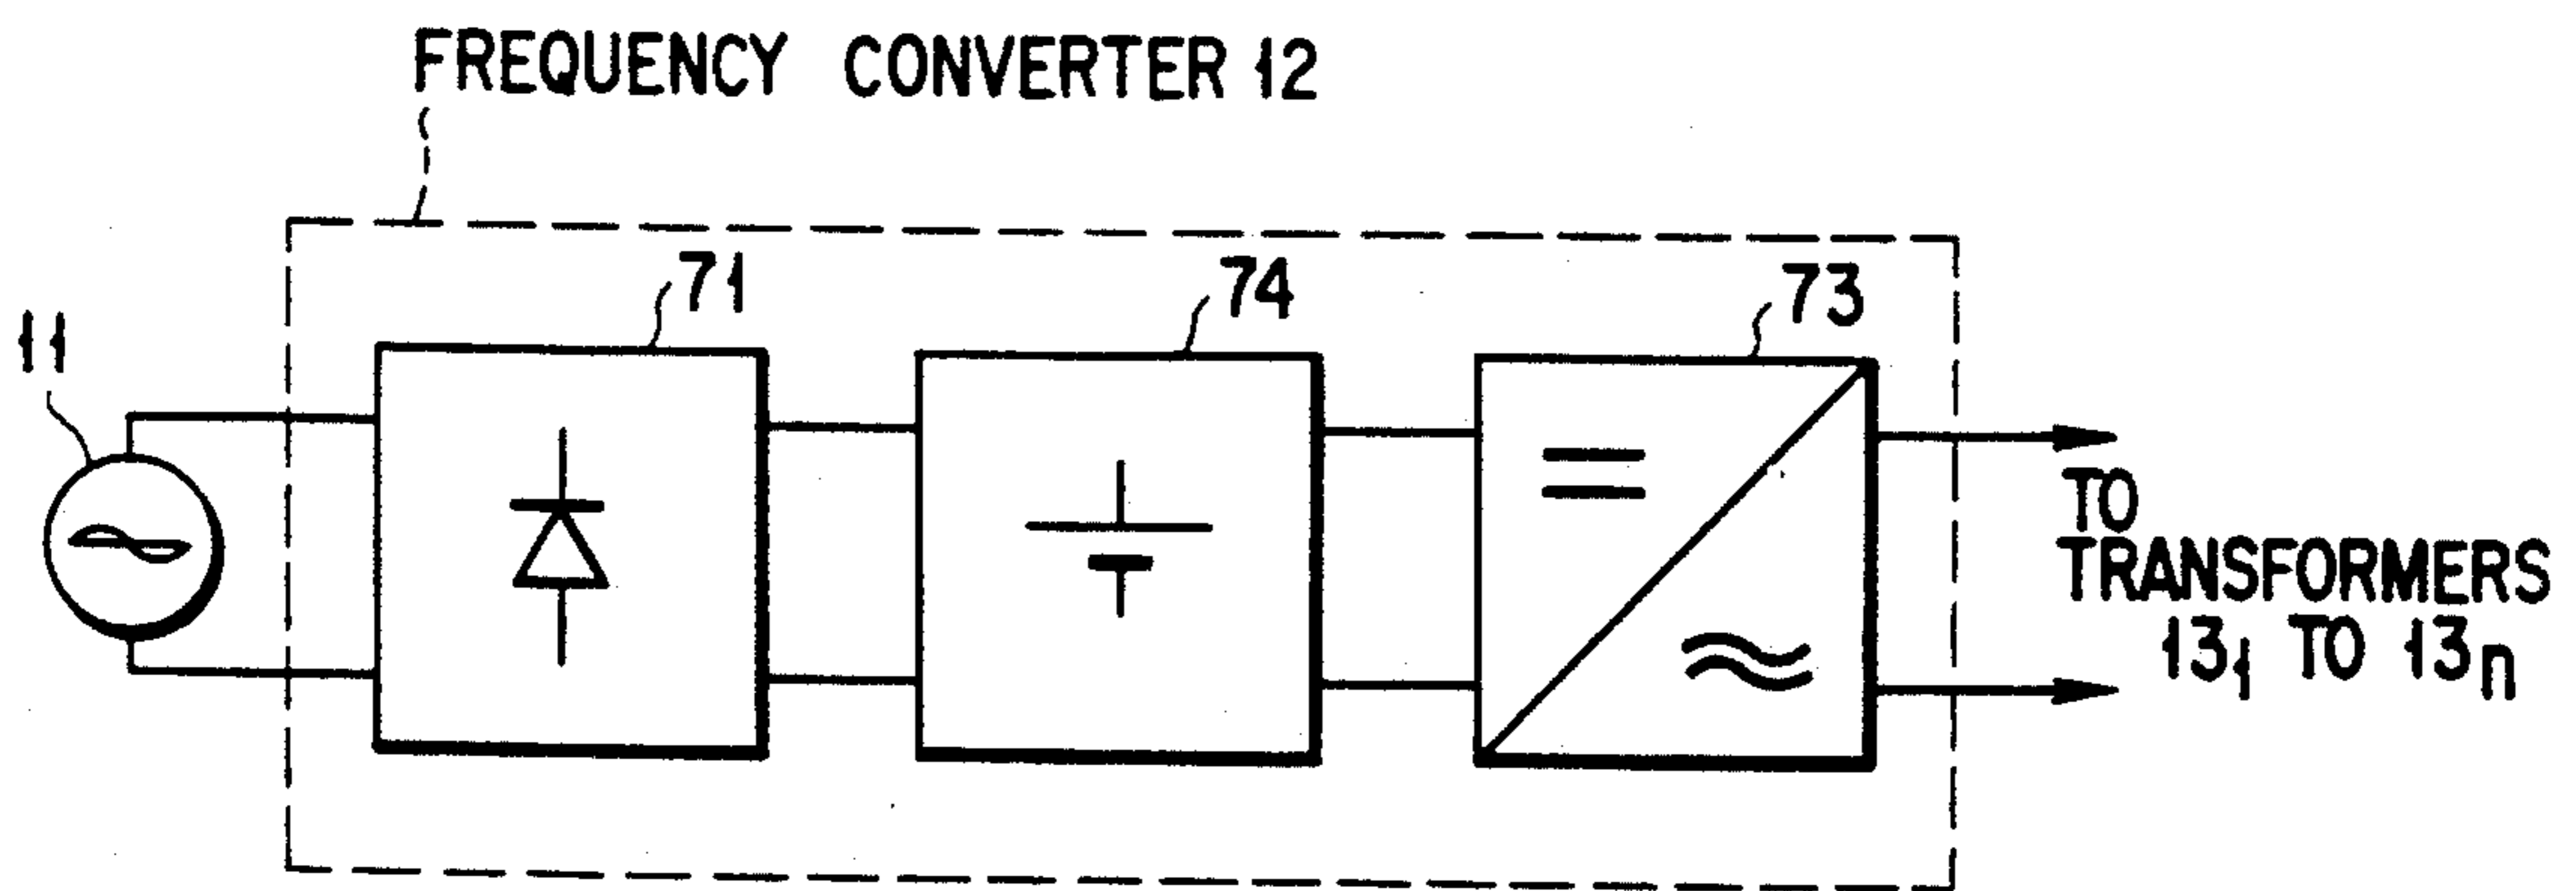 FREQUENCY CONVERTER 12
71
74
73
11
TO
TRANSFORMERS
13₁ TO 13ₙ